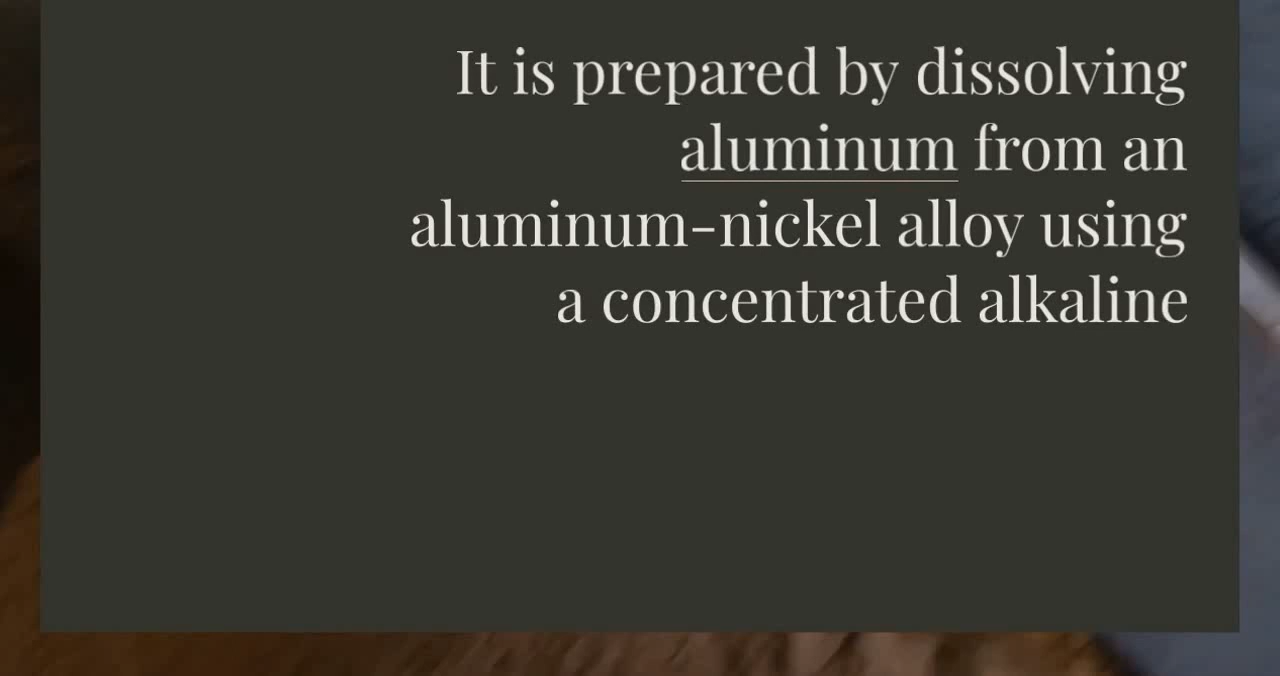 It is prepared by dissolving
aluminum from an
aluminum-nickel alloy using
a concentrated alkaline